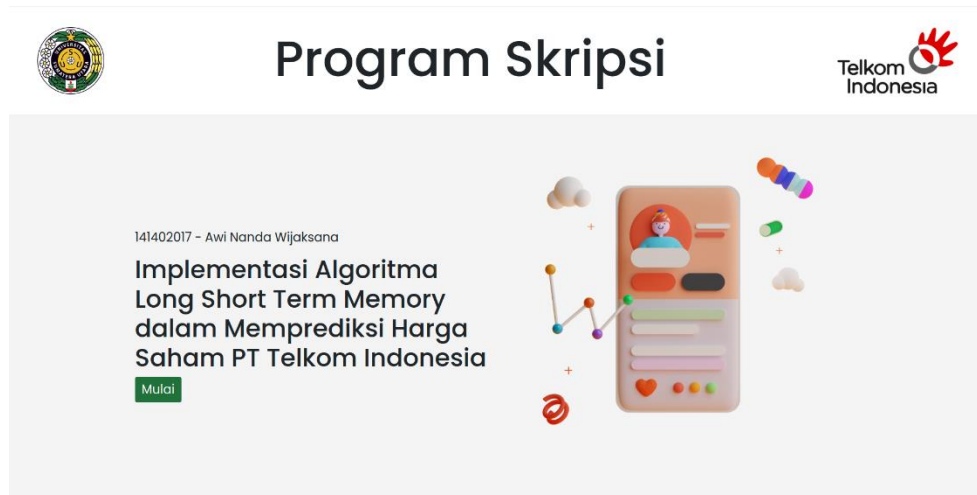 Program Skripsi
Telkom
Indonesia
141402017 - Awi Nanda Wijaksana
Implementasi Algoritma
Long Short Term Memory
dalam Memprediksi Harga
Saham PT Telkom Indonesia
Mulai